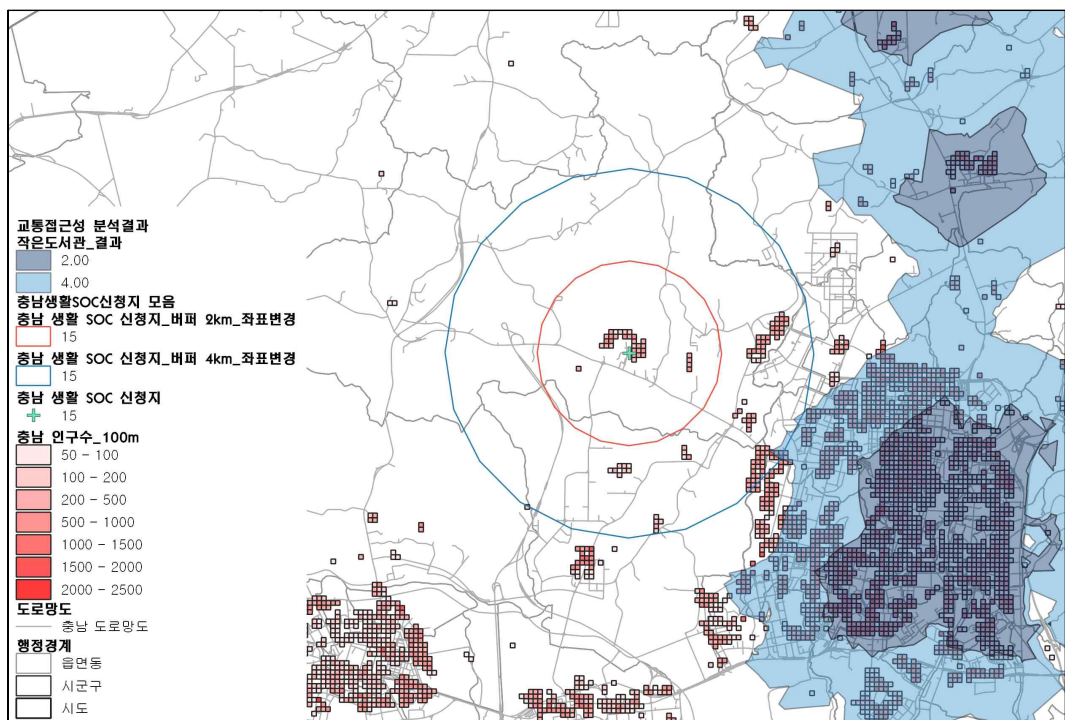 교통접근성 분석결과
작은도서관_결과
2.00
4.00
충남생활SOC신청지 모음
충남 생활 SOC 신청지_버퍼 2km_좌표변경
15
충남 생활 SOC 신청지_버퍼 4km_좌표변경
15
충남 생활 SOC 신청지
15
충남 인구수_100m
50 - 100
100 - 200
200 - 500
500 - 1000
1000 - 1500
1500 - 2000
2000 - 2500
도로망도
충남 도로망도
행정경계
읍면동
시군구
시도